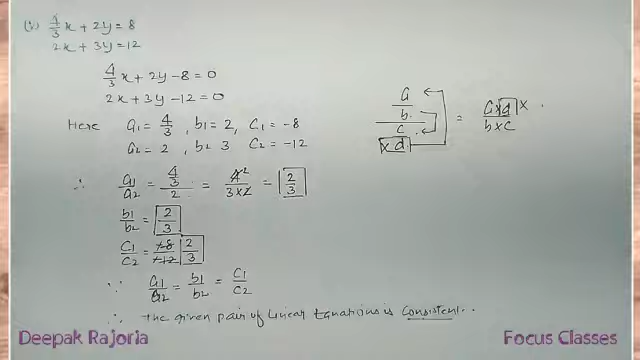 (v) 4/3 x + 2y = 8
2x + 3y = 12
4/3 x + 2y - 8 = 0
2x + 3y - 12 = 0
Here a1 = 4/3 , b1 = 2 , C1 = -8
a2 = 2 , b2 3 C2 = -12
∴ a1/a2 = 4/3 / 2 = 4 2 / 3 x 2 = 2/3
b1/b2 = 2/3
C1/C2 = -8/-12 2/3
∵ a1/a2 = b1/b2 = C1/C2
∴ The given pair of linear Equations is Consistent.
a/b / c/d = a x d / b x c
x d x
Deepak Rajoria
Focus Classes